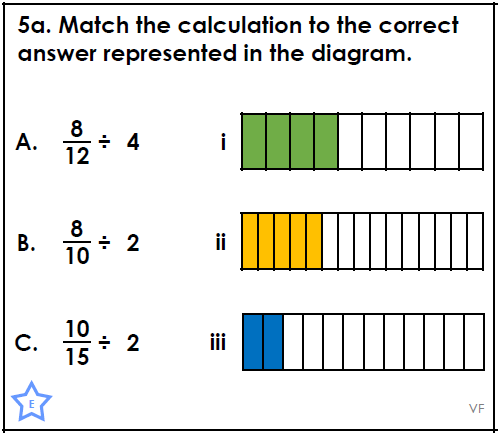 5a. Match the calculation to the correct
answer represented in the diagram.
A. 8/12 ÷ 4 i
B. 8/10 ÷ 2 ii
C. 10/15 ÷ 2 iii
E
VF